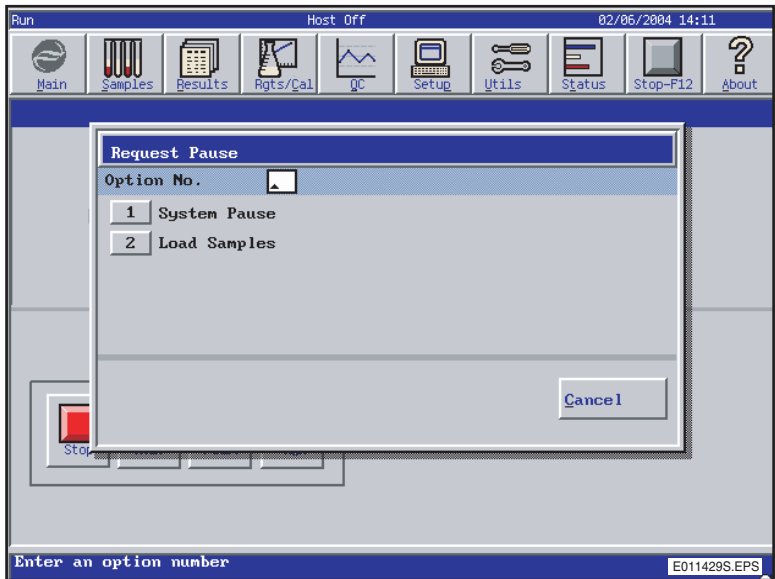 Run Host Off 02/06/2004 14:11
Main Samples Results Rgts/Cal QC Setup Utils Status Stop-F12 About
Request Pause
Option No.
1 System Pause
2 Load Samples
Cancel
Stop
Enter an option number
E011429S.EPS